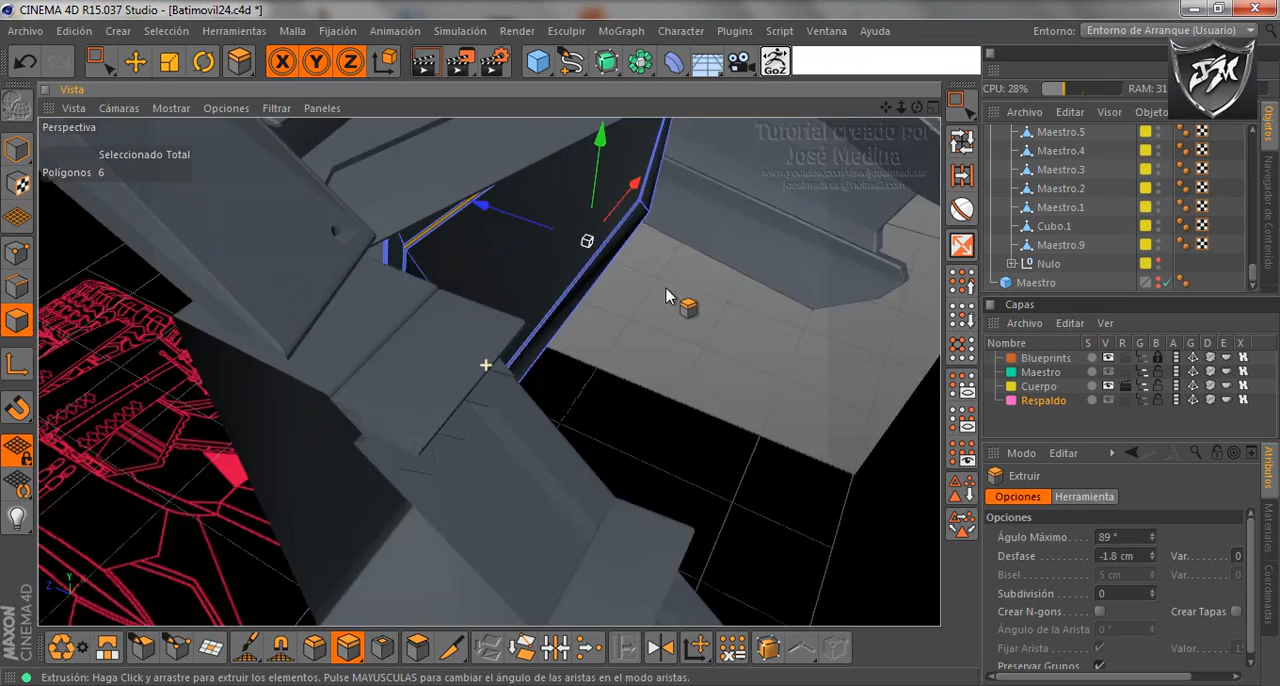 CINEMA 4D R15.037 Studio - [Batimovil24.c4d *]
Archivo Edición Crear Selección Herramientas Malla Fijación Animación Simulación Render Esculpir MoGraph Character Plugins Script Ventana Ayuda Entorno: Entorno de Arranque (Usuario)
X Y Z GoZ JM
Vista
CPU: 28% RAM: 31
Vista Cámaras Mostrar Opciones Filtrar Paneles
Archivo Editar Visor Objeto
Objetos
Navegador de Contenido
Perspectiva
Tutorial creado por
José Medina
Seleccionado Total
Polígonos 6
Maestro.5
Maestro.4
Maestro.3
Maestro.2
Maestro.1
Cubo.1
Maestro.9
Nulo
Maestro
Capas
Archivo Editar Ver
Nombre S V R G D A G D E X
Blueprints
Maestro
Cuerpo
Respaldo
Modo Editar
Extruir
Opciones Herramienta
Atributos
Materiales
Coordenadas
Opciones
Águlo Máximo 89 °
Desfase -1.8 cm Var. 0
Bisel 5 cm Var. 0
Subdivisión 0
Crear N-gons Crear Tapas
Ángulo de la Arista 0 °
Fijar Arista Valor. 1
Preservar Grupos
Y
Z
MAXON
CINEMA 4D
Extrusión: Haga Click y arrastre para extruir los elementos. Pulse MAYUSCULAS para cambiar el ángulo de las aristas en el modo aristas.